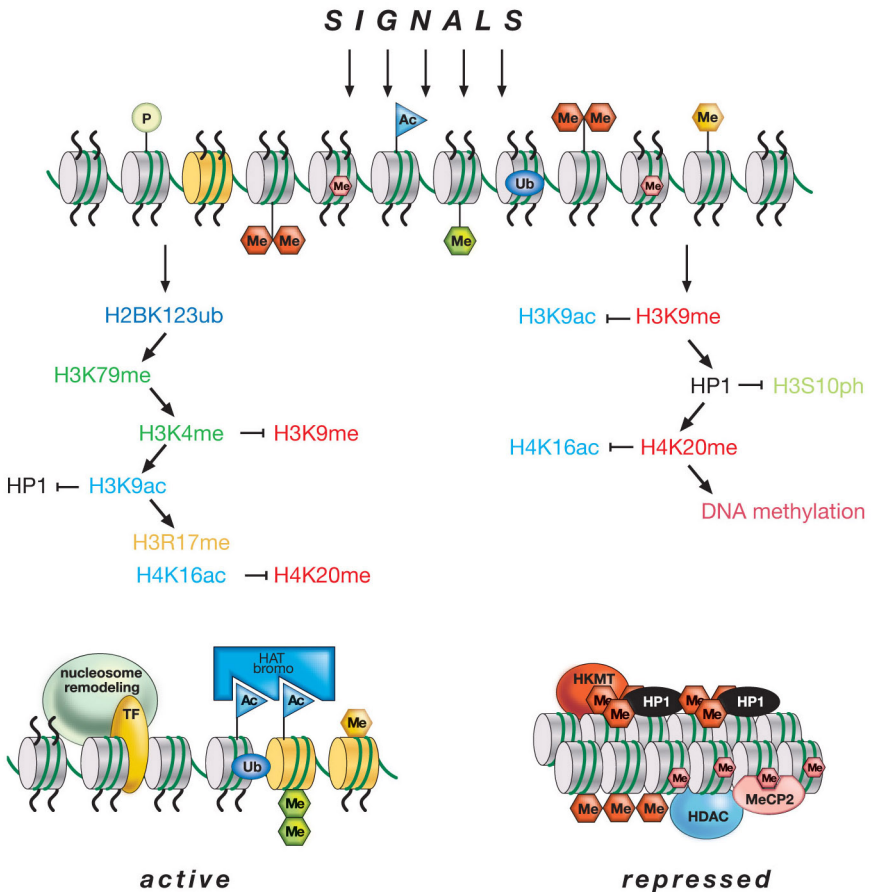 SIGNALS
P
Ac
Me Me
Me
Me
Ub
Me
Me Me
Me
H2BK123ub
H3K79me
H3K4me H3K9me
HP1 H3K9ac
H3R17me
H4K16ac H4K20me
H3K9ac H3K9me
HP1 H3S10ph
H4K16ac H4K20me
DNA methylation
nucleosome
remodeling
TF
HAT
bromo
Ac Ac
Me
Ub
Me
Me
active
HKMT
Me HP1 Me HP1
Me Me
Me Me
Me Me
Me Me Me
HDAC
MeCP2
repressed